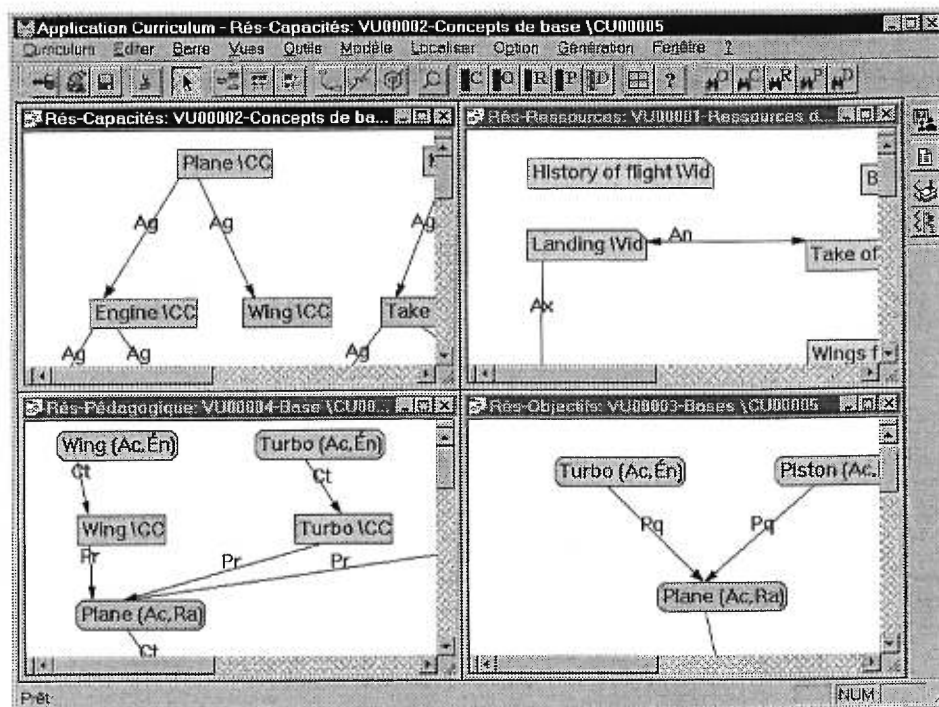 Application Curriculum - Rés-Capacités: VU00002-Concepts de base \CU00005
Curriculum Editer Barre Vues Outils Modèle Localiser Option Génération Fenêtre ?
C O R P D ? O C R P D
Rés-Capacités: VU00002-Concepts de ba...
Plane \CC
Ag Ag Ag
Engine \CC Wing \CC Take
Ag Ag Ag
Rés-Ressources: VU00001-Ressources d...
History of flight \Vid
B
Landing \Vid An Take of
Ax
Wings f
Rés-Pédagogique: VU00004-Base \CU00...
Wing (Ac,Én) Turbo (Ac,Én)
Ct Ct
Wing \CC Turbo \CC
Pr Pr Pr
Plane (Ac,Ra)
Ct
Rés-Objectifs: VU00003-Bases \CU00005
Turbo (Ac,Én) Piston (Ac,
Pq Pq
Plane (Ac,Ra)
Prêt NUM